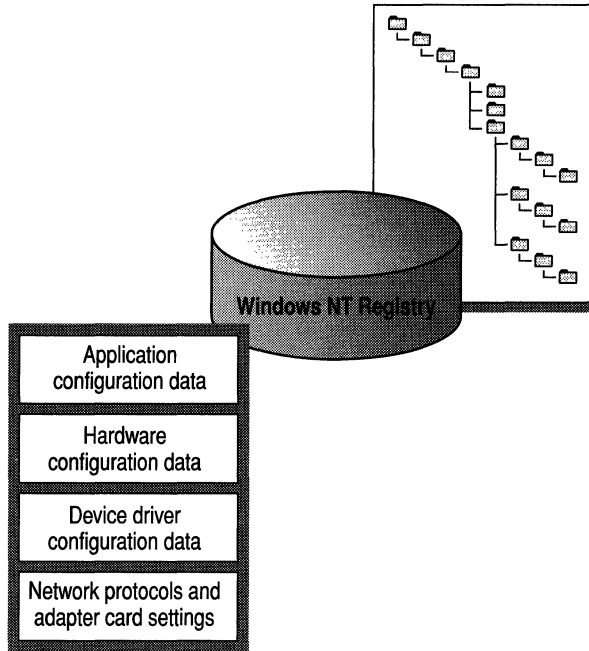 Windows NT Registry
Application
configuration data
Hardware
configuration data
Device driver
configuration data
Network protocols and
adapter card settings